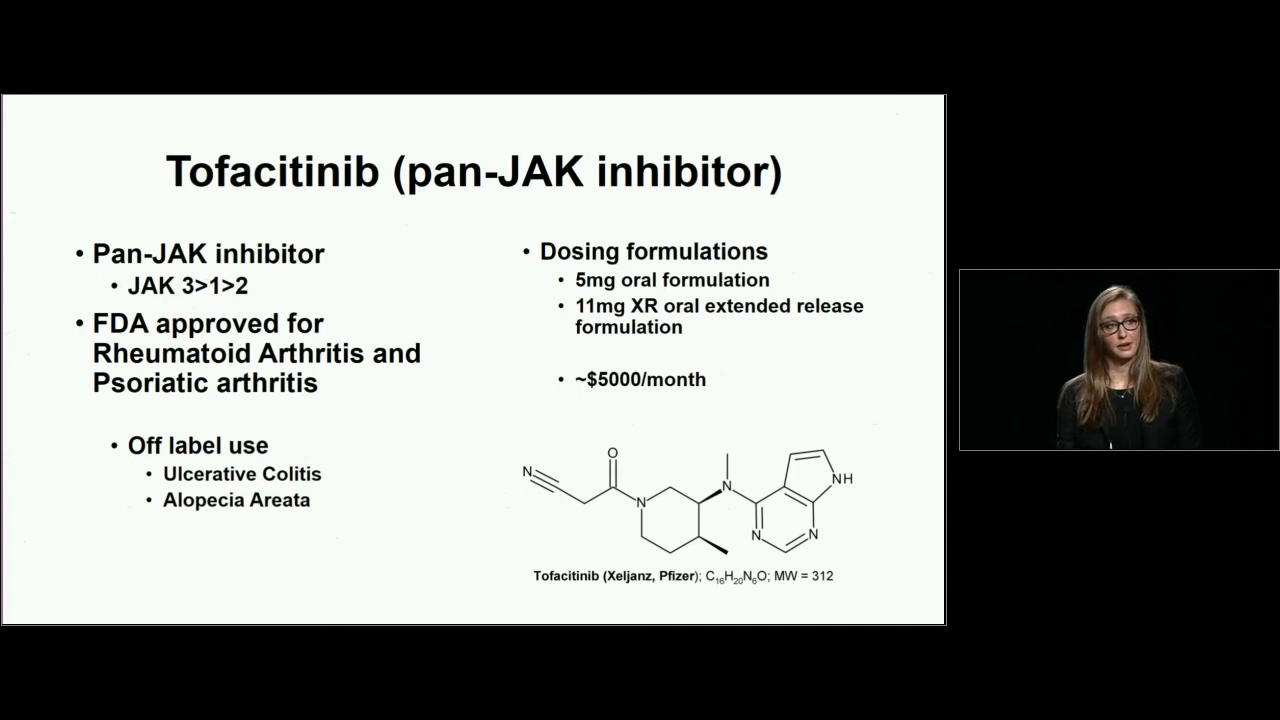 Tofacitinib (pan-JAK inhibitor)
• Pan-JAK inhibitor
• JAK 3>1>2
• FDA approved for
Rheumatoid Arthritis and
Psoriatic arthritis
• Off label use
• Ulcerative Colitis
• Alopecia Areata
• Dosing formulations
• 5mg oral formulation
• 11mg XR oral extended release
formulation
• ~$5000/month
N
O
N
N
NH
N
N
Tofacitinib (Xeljanz, Pfizer); C₁₆H₂₀N₆O; MW = 312